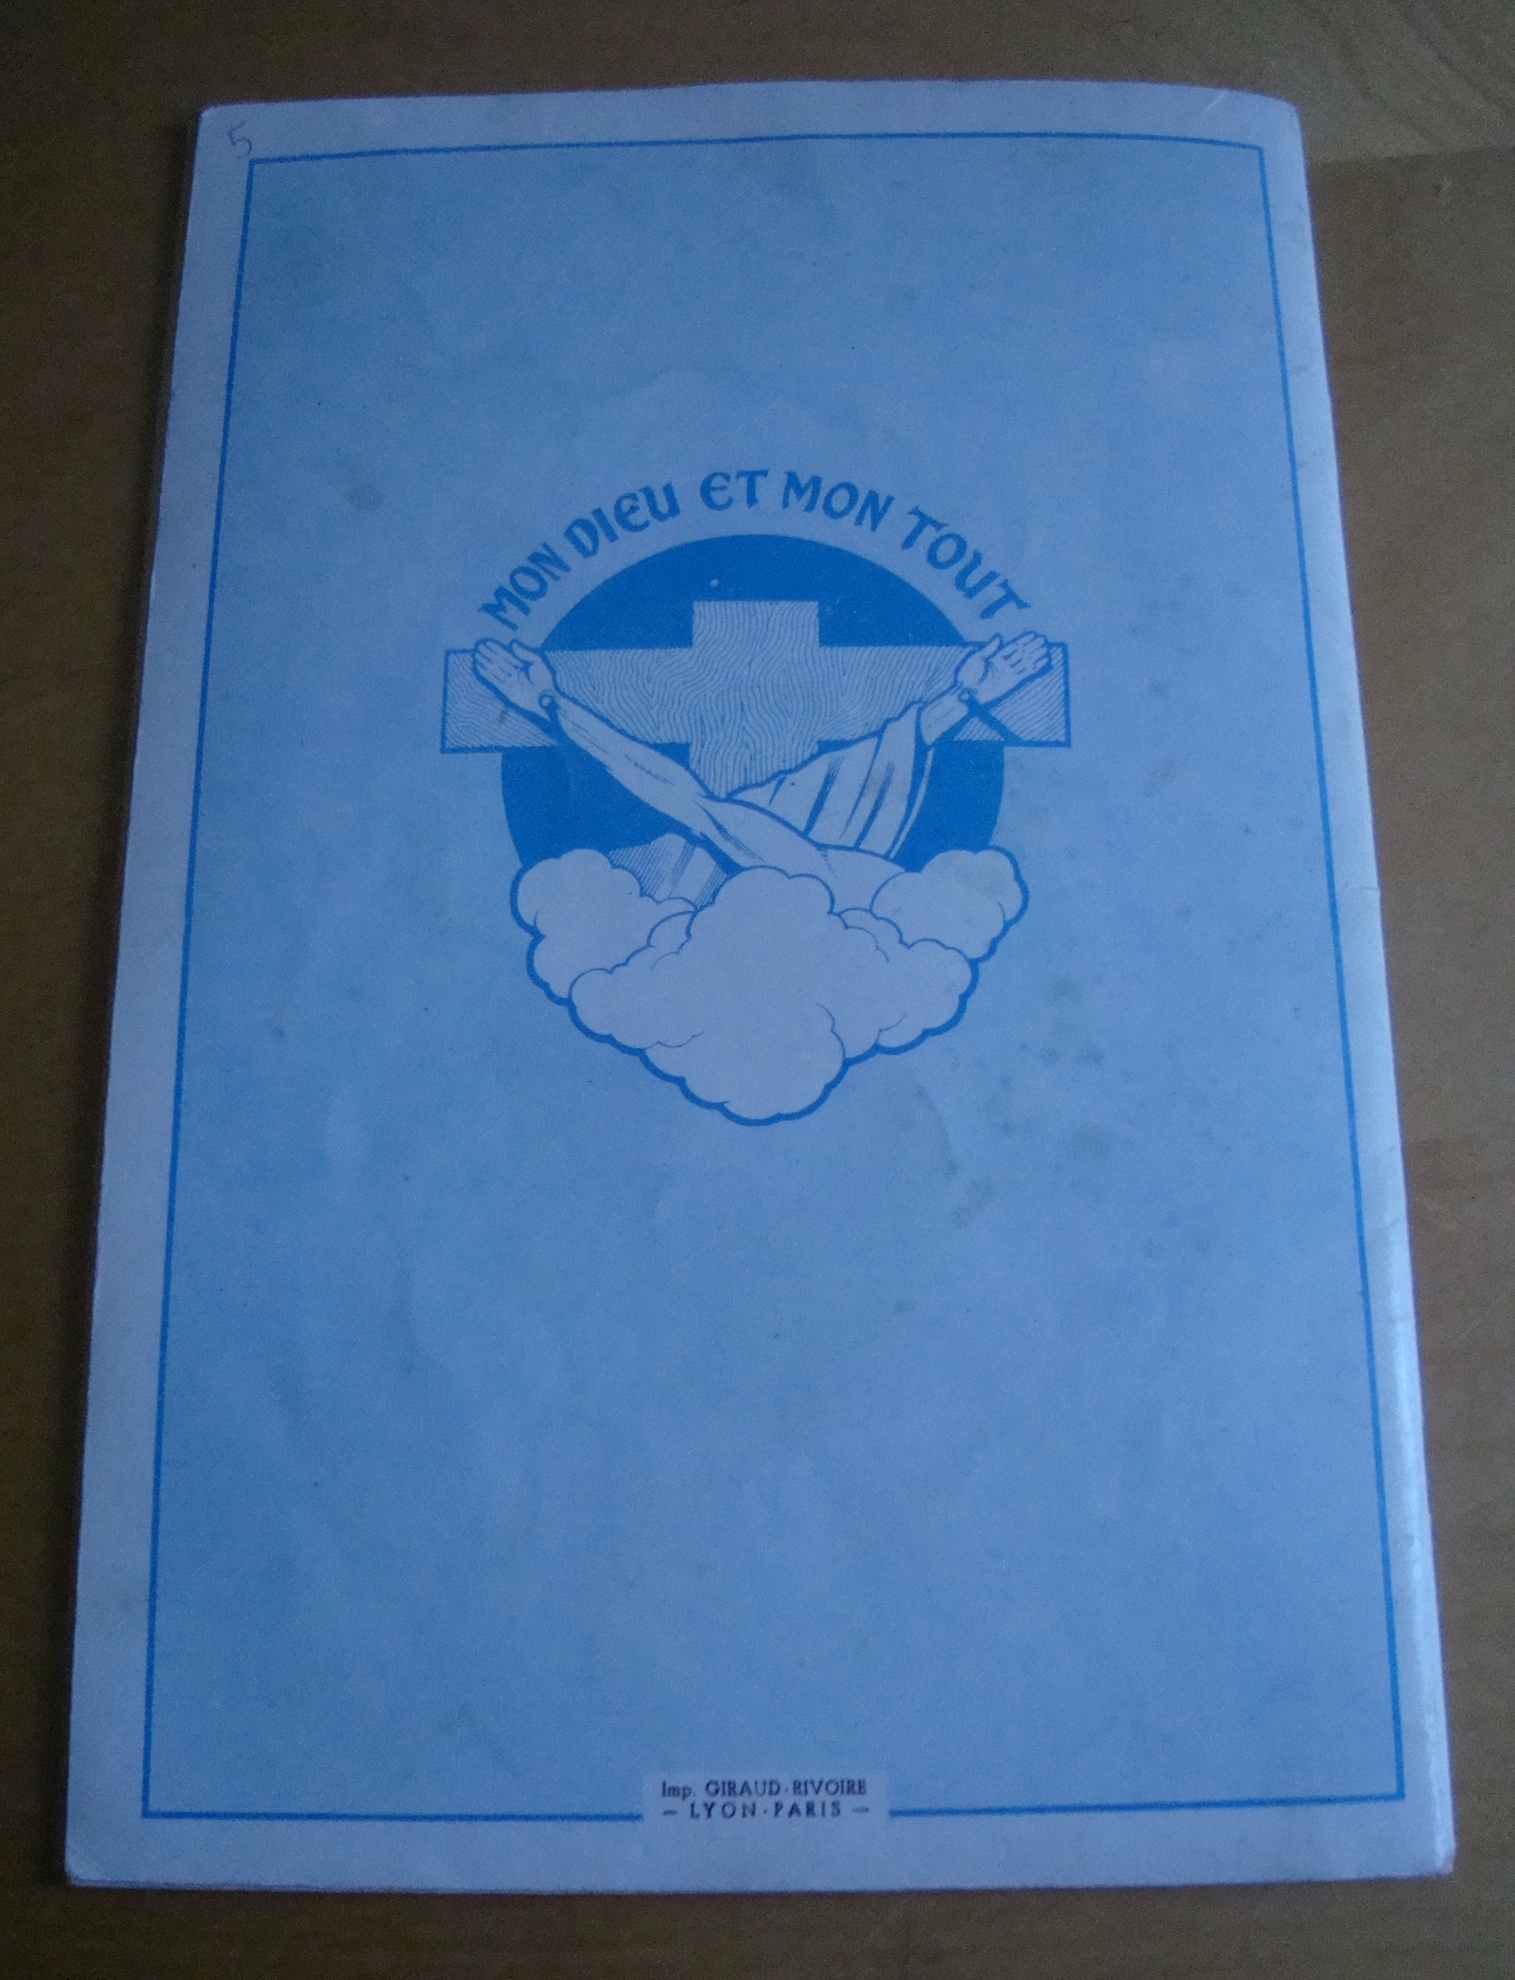 5
MON DIEU ET MON TOUT
Imp. GIRAUD-RIVOIRE
— LYON-PARIS —